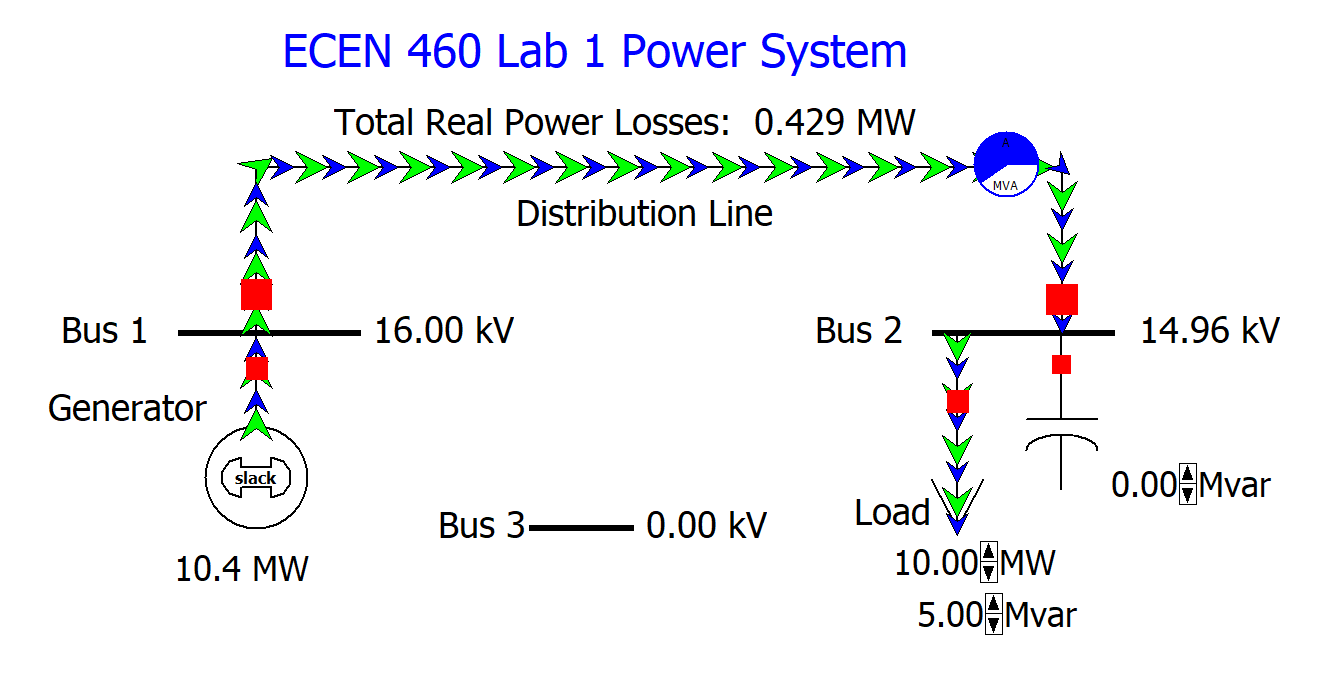 ECEN 460 Lab 1 Power System
Total Real Power Losses: 0.429 MW
A
MVA
Distribution Line
Bus 1 16.00 kV
Bus 2 14.96 kV
Generator
slack
10.4 MW
Bus 3 0.00 kV
0.00 Mvar
Load
10.00 MW
5.00 Mvar